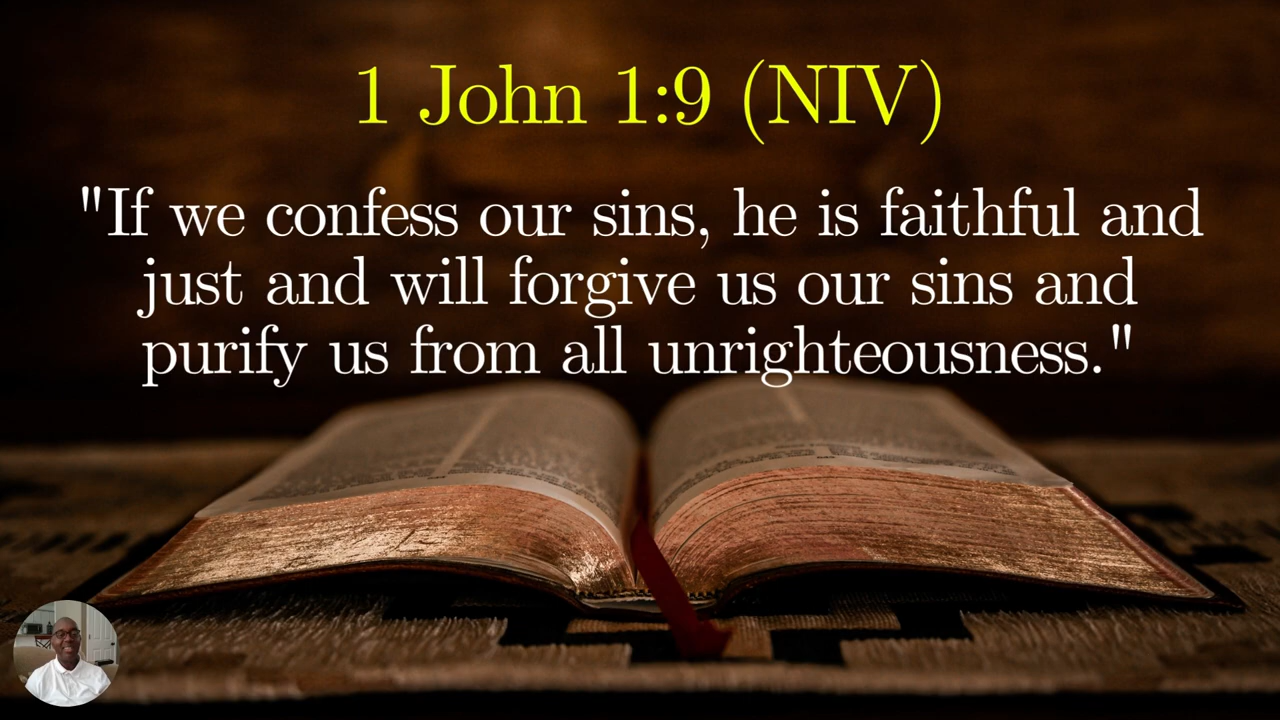 1 John 1:9 (NIV)
"If we confess our sins, he is faithful and
just and will forgive us our sins and
purify us from all unrighteousness."